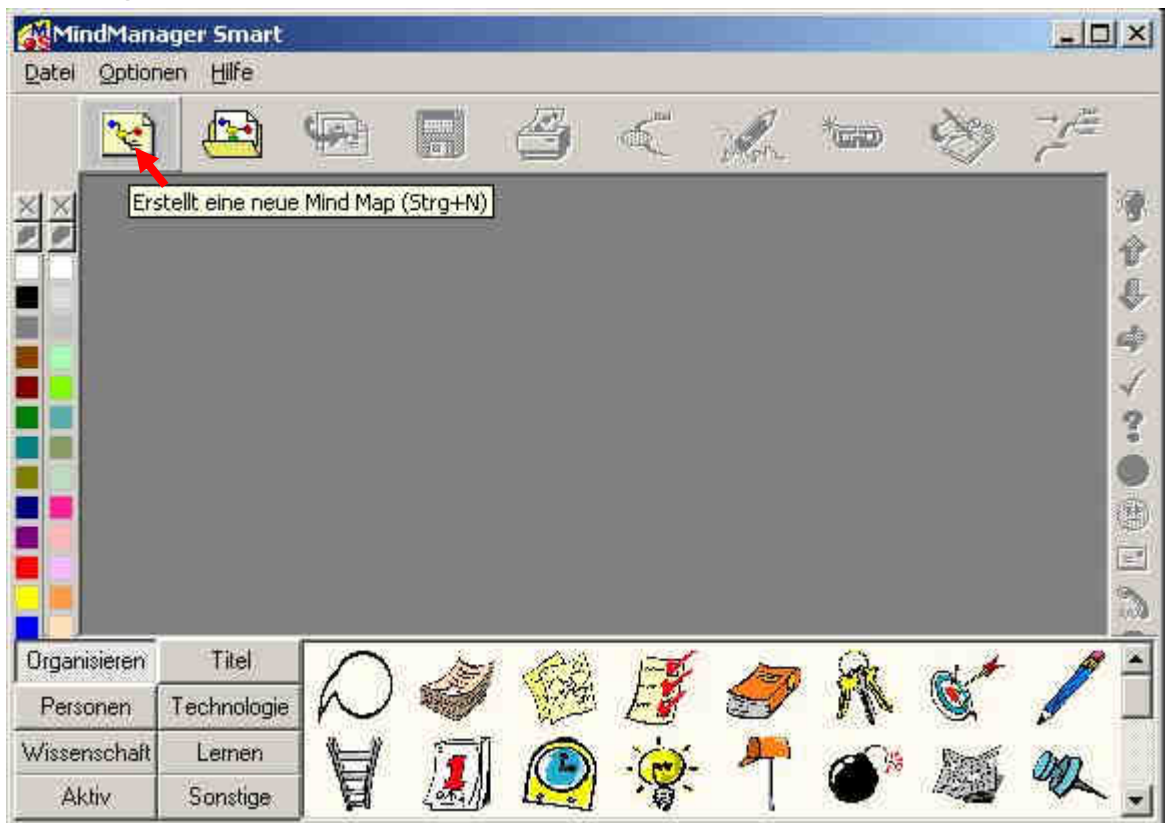 MindManager Smart
Datei Optionen Hilfe
Erstellt eine neue Mind Map (Strg+N)
Organisieren Titel
Personen Technologie
Wissenschaft Lernen
Aktiv Sonstige